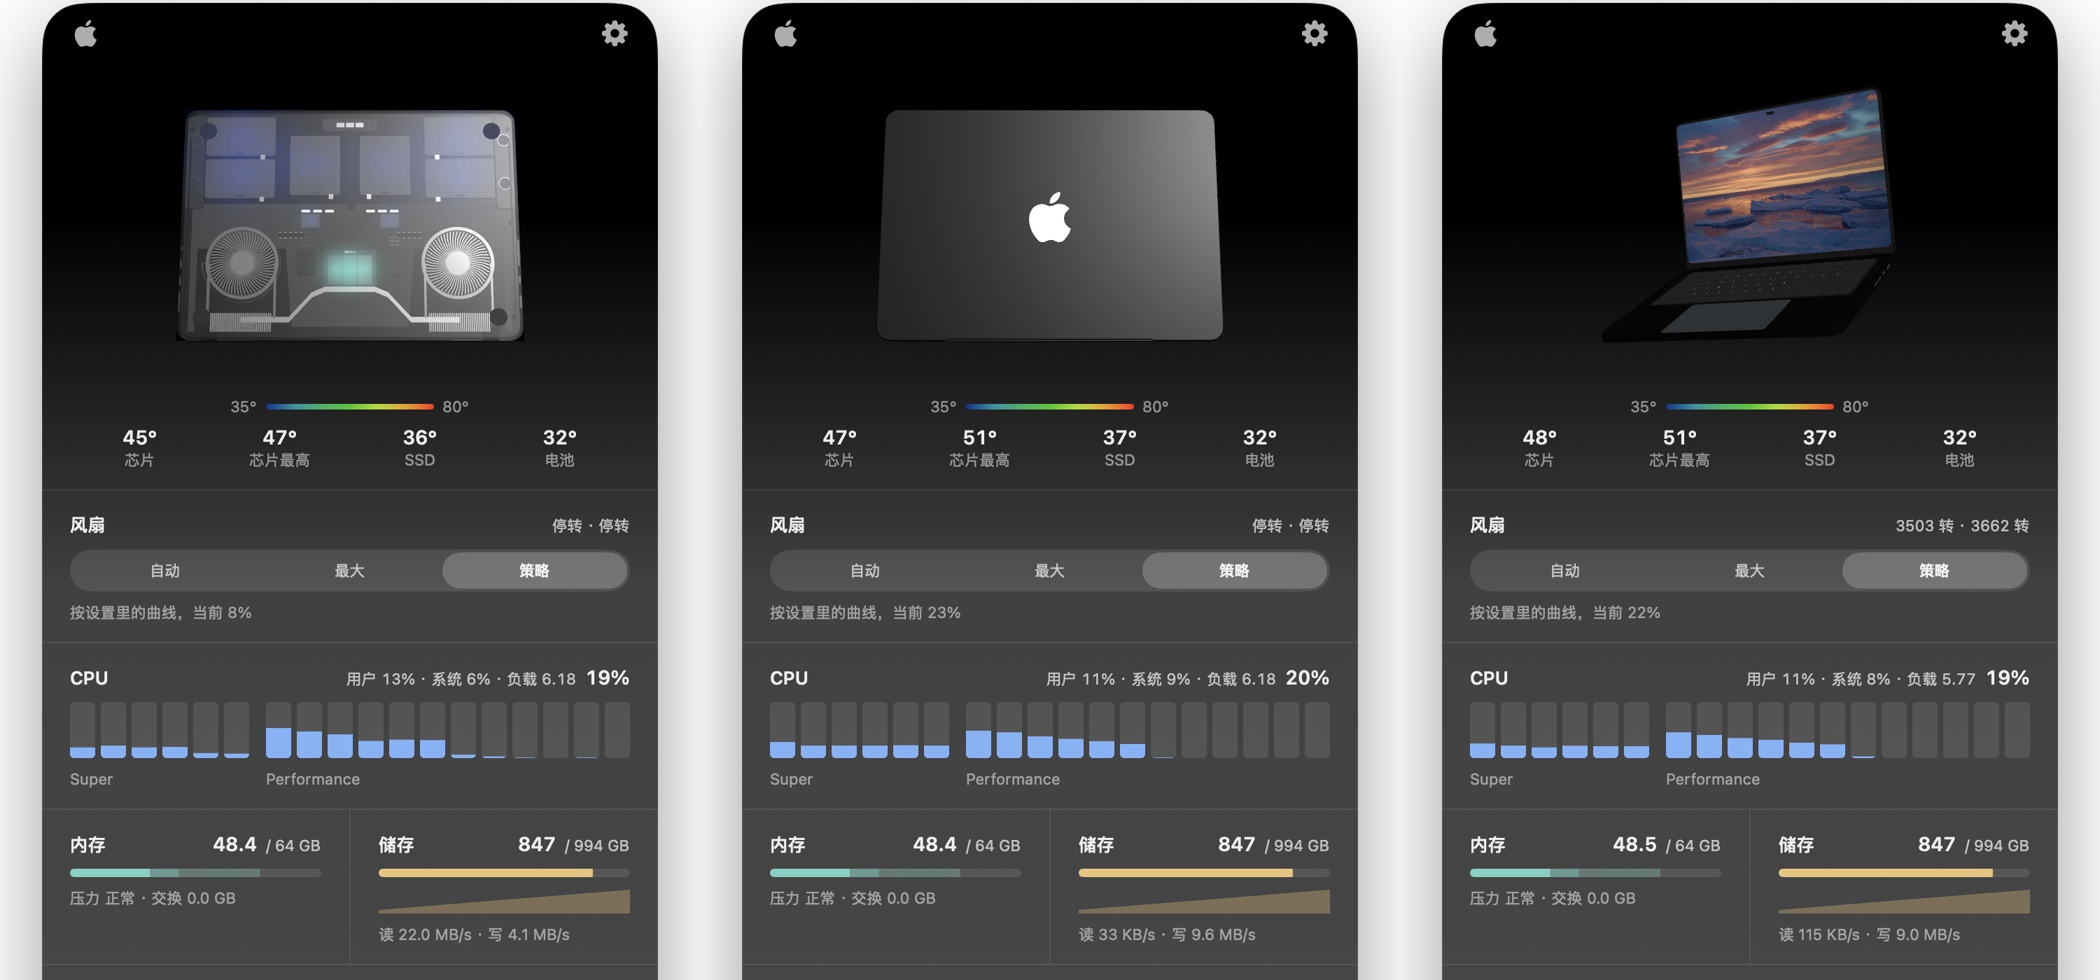 35° 80°
45° 47° 36° 32°
芯片 芯片最高 SSD 电池
风扇 停转 · 停转
自动 最大 策略
按设置里的曲线，当前 8%
CPU 用户 13% · 系统 6% · 负载 6.18 19%
Super Performance
内存 48.4 / 64 GB
压力 正常 · 交换 0.0 GB
储存 847 / 994 GB
读 22.0 MB/s · 写 4.1 MB/s
35° 80°
47° 51° 37° 32°
芯片 芯片最高 SSD 电池
风扇 停转 · 停转
自动 最大 策略
按设置里的曲线，当前 23%
CPU 用户 11% · 系统 9% · 负载 6.18 20%
Super Performance
内存 48.4 / 64 GB
压力 正常 · 交换 0.0 GB
储存 847 / 994 GB
读 33 KB/s · 写 9.6 MB/s
35° 80°
48° 51° 37° 32°
芯片 芯片最高 SSD 电池
风扇 3503 转 · 3662 转
自动 最大 策略
按设置里的曲线，当前 22%
CPU 用户 11% · 系统 8% · 负载 5.77 19%
Super Performance
内存 48.5 / 64 GB
压力 正常 · 交换 0.0 GB
储存 847 / 994 GB
读 115 KB/s · 写 9.0 MB/s